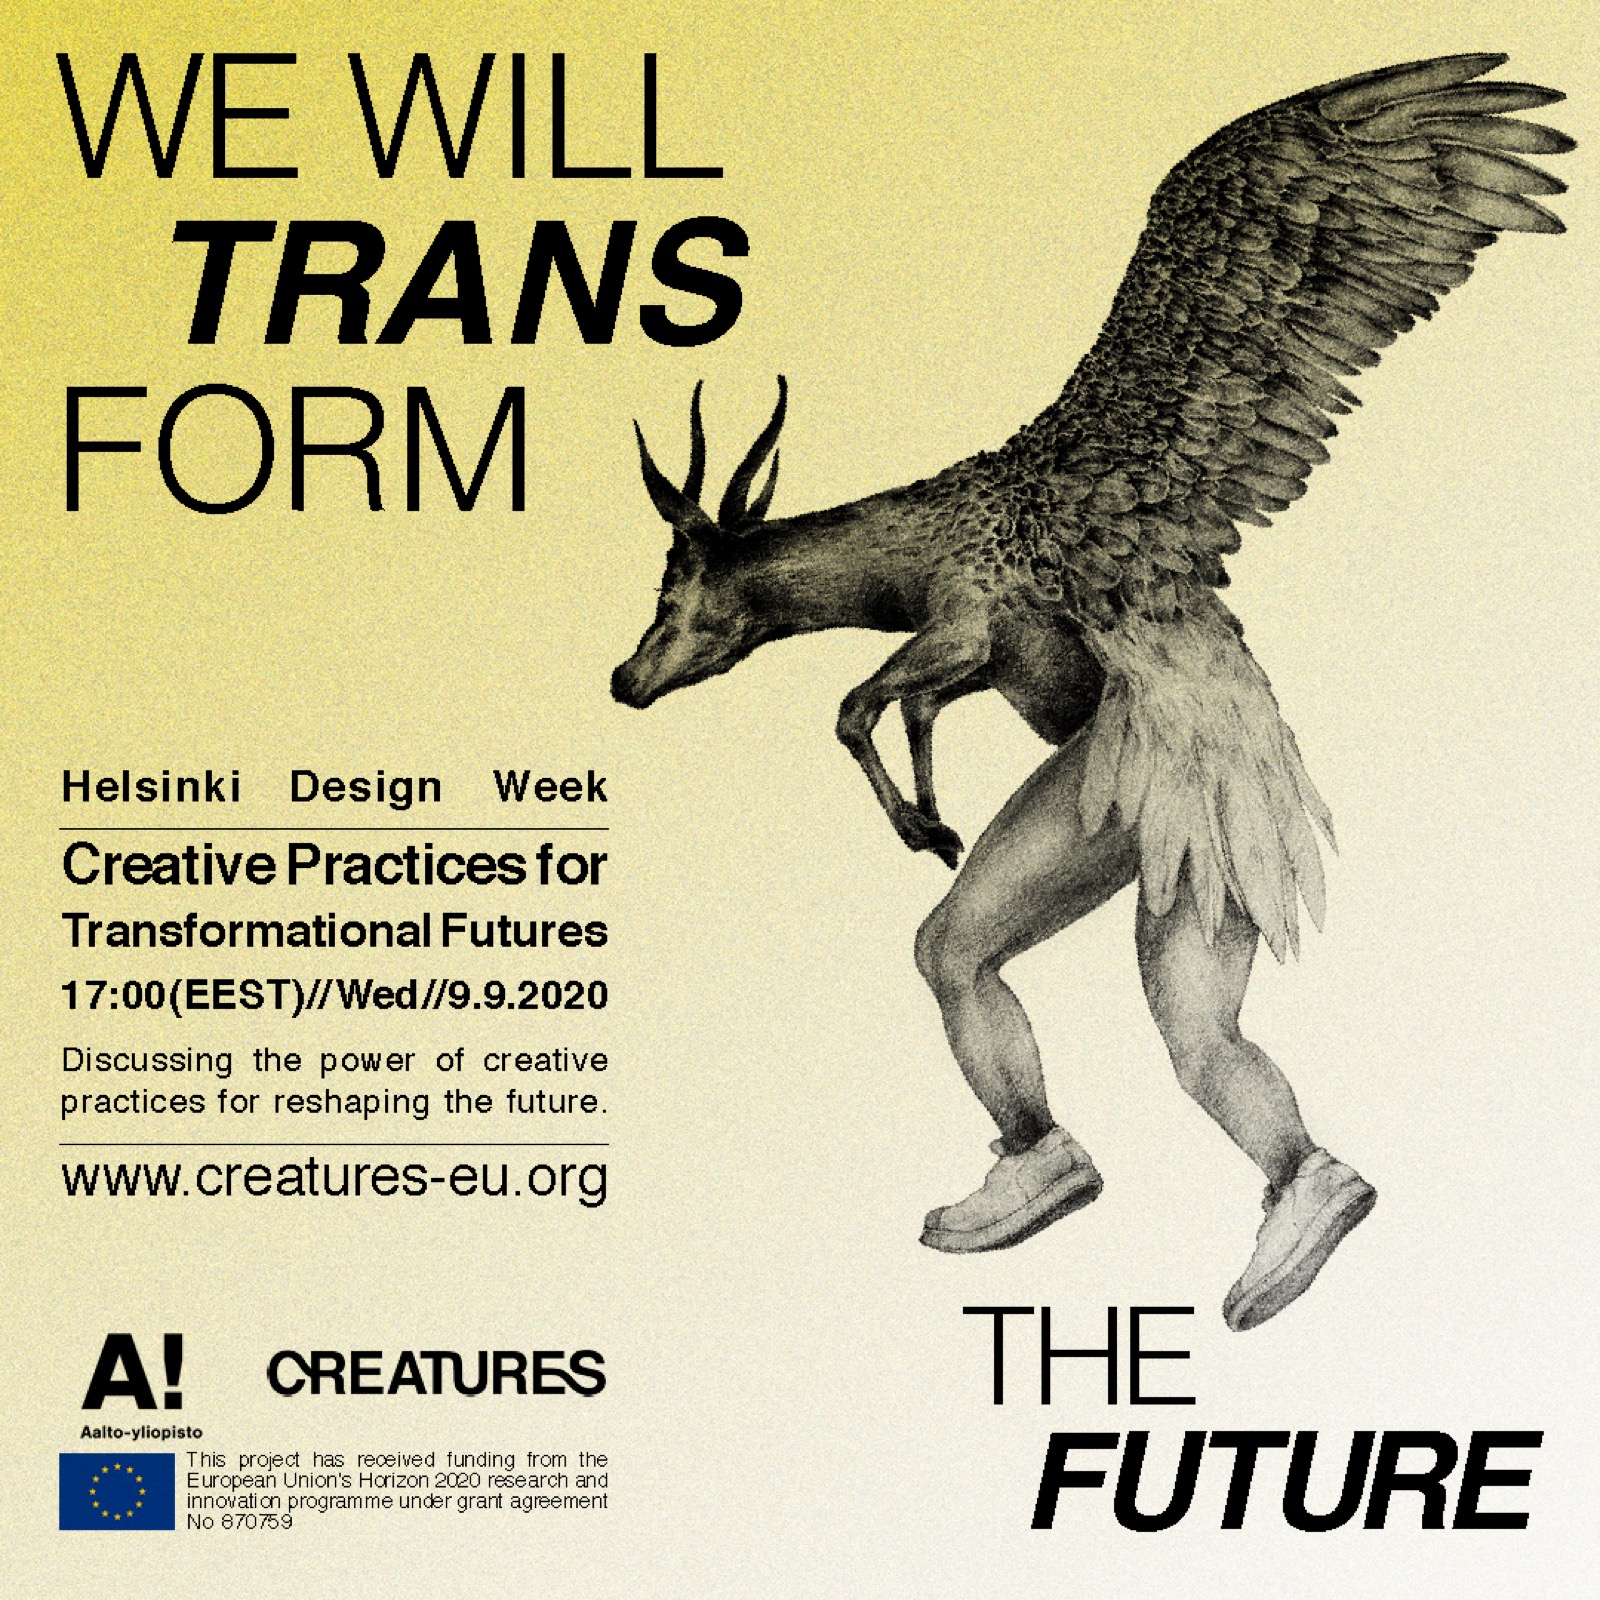 WE WILL
TRANS
FORM
Helsinki Design Week
Creative Practices for
Transformational Futures
17:00(EEST)//Wed//9.9.2020
Discussing the power of creative
practices for reshaping the future.
www.creatures-eu.org
A!
Aalto-yliopisto
CREATURES
This project has received funding from the
European Union's Horizon 2020 research and
innovation programme under grant agreement
No 870759
THE
FUTURE